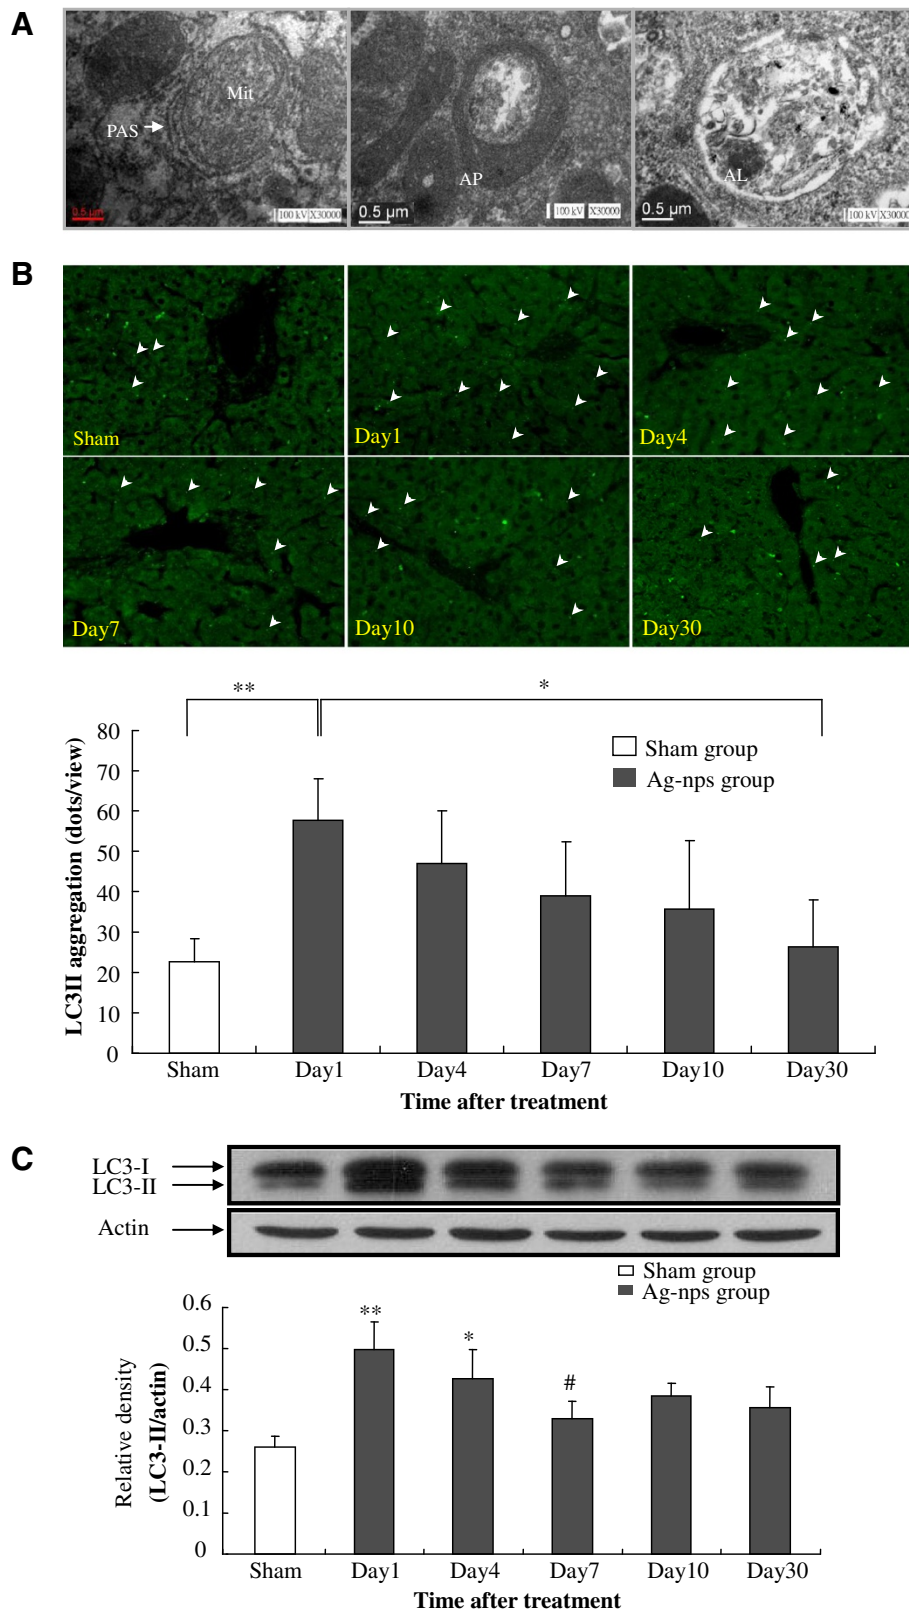 A
Mit
PAS
0.5 µm
100 kV X30000
AP
0.5 µm
100 kV X30000
AL
0.5 µm
100 kV X30000
B
Sham
Day1
Day4
Day7
Day10
Day30
** *
LC3II aggregation (dots/view)
80
70
60
50
40
30
20
10
0
Sham group
Ag-nps group
Sham Day1 Day4 Day7 Day10 Day30
Time after treatment
C
LC3-I
LC3-II
Actin
Sham group
Ag-nps group
Relative density
(LC3-II/actin)
0.6
0.5
0.4
0.3
0.2
0.1
0
** * #
Sham Day1 Day4 Day7 Day10 Day30
Time after treatment